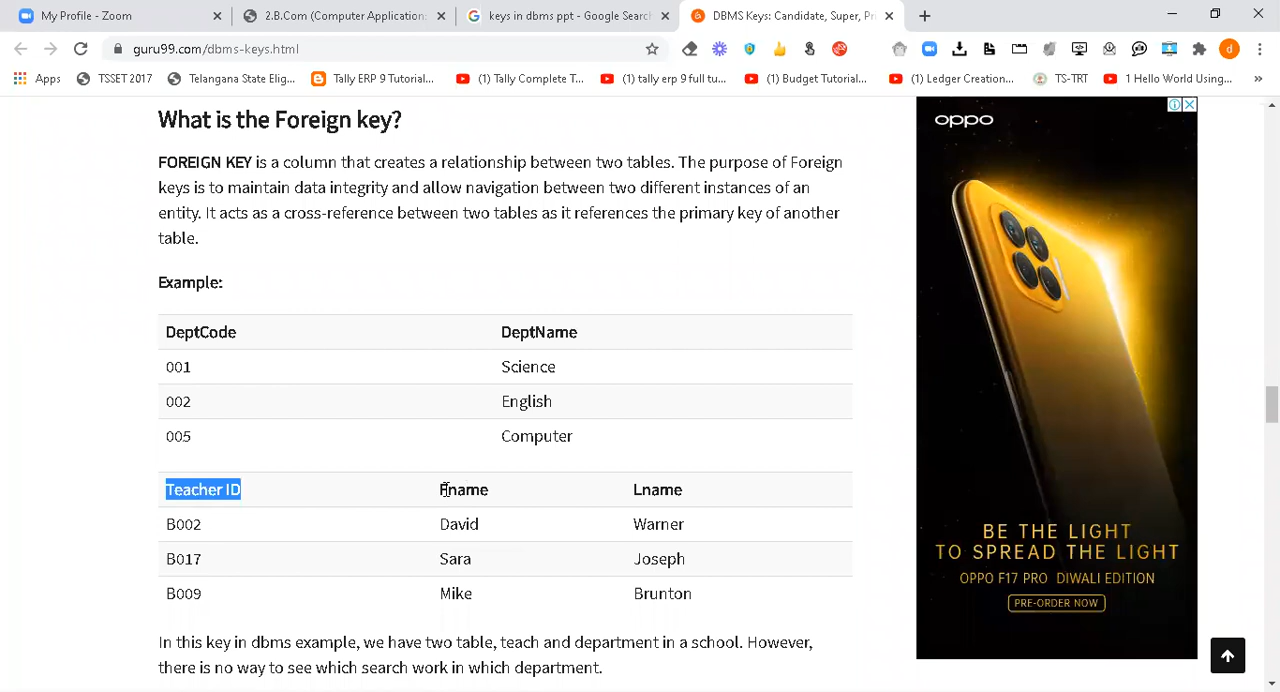 My Profile - Zoom
2.B.Com (Computer Application:
keys in dbms ppt - Google Search
DBMS Keys: Candidate, Super, Pri
guru99.com/dbms-keys.html
d
Apps
TSSET 2017
Telangana State Elig...
Tally ERP 9 Tutorial...
(1) Tally Complete T...
(1) tally erp 9 full tu...
(1) Budget Tutorial...
(1) Ledger Creation...
TS-TRT
1 Hello World Using...
What is the Foreign key?
FOREIGN KEY is a column that creates a relationship between two tables. The purpose of Foreign
keys is to maintain data integrity and allow navigation between two different instances of an
entity. It acts as a cross-reference between two tables as it references the primary key of another
table.
Example:
DeptCode DeptName
001 Science
002 English
005 Computer
Teacher ID Fname Lname
B002 David Warner
B017 Sara Joseph
B009 Mike Brunton
In this key in dbms example, we have two table, teach and department in a school. However,
there is no way to see which search work in which department.
oppo
BE THE LIGHT
TO SPREAD THE LIGHT
OPPO F17 PRO DIWALI EDITION
PRE-ORDER NOW